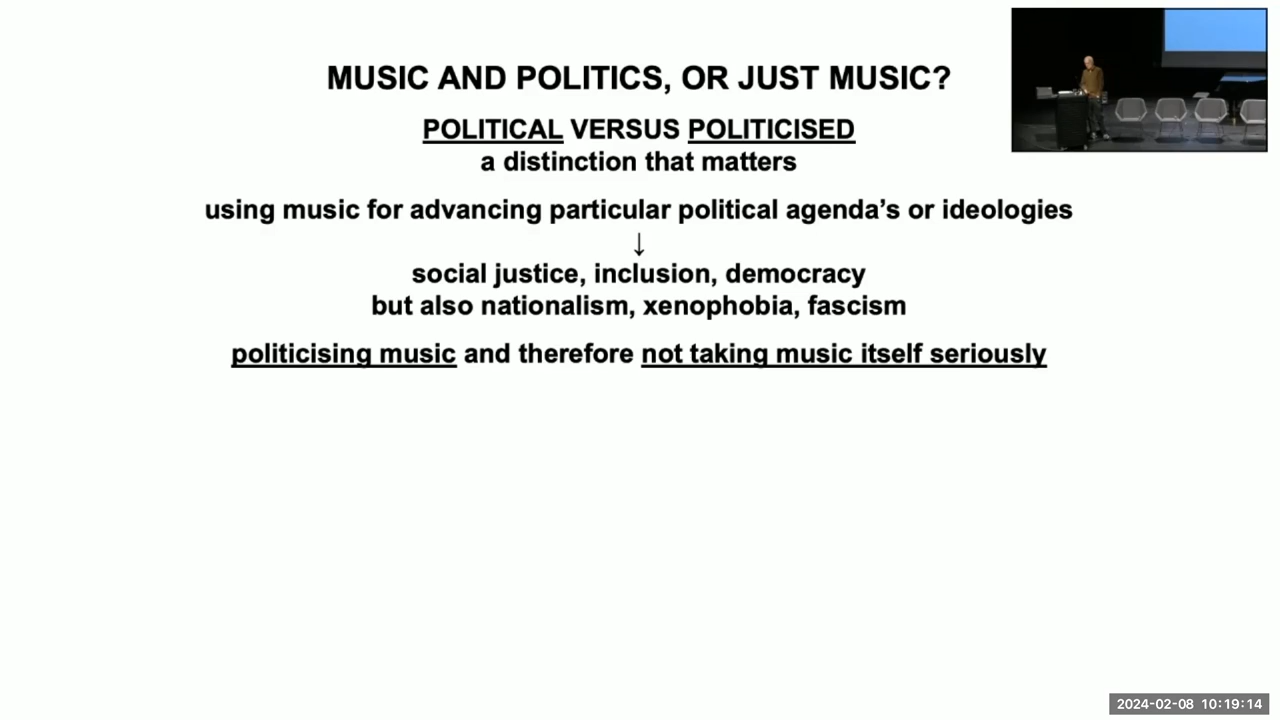 MUSIC AND POLITICS, OR JUST MUSIC?
POLITICAL VERSUS POLITICISED
a distinction that matters
using music for advancing particular political agenda's or ideologies
↓
social justice, inclusion, democracy
but also nationalism, xenophobia, fascism
politicising music and therefore not taking music itself seriously
2024-02-08 10:19:14